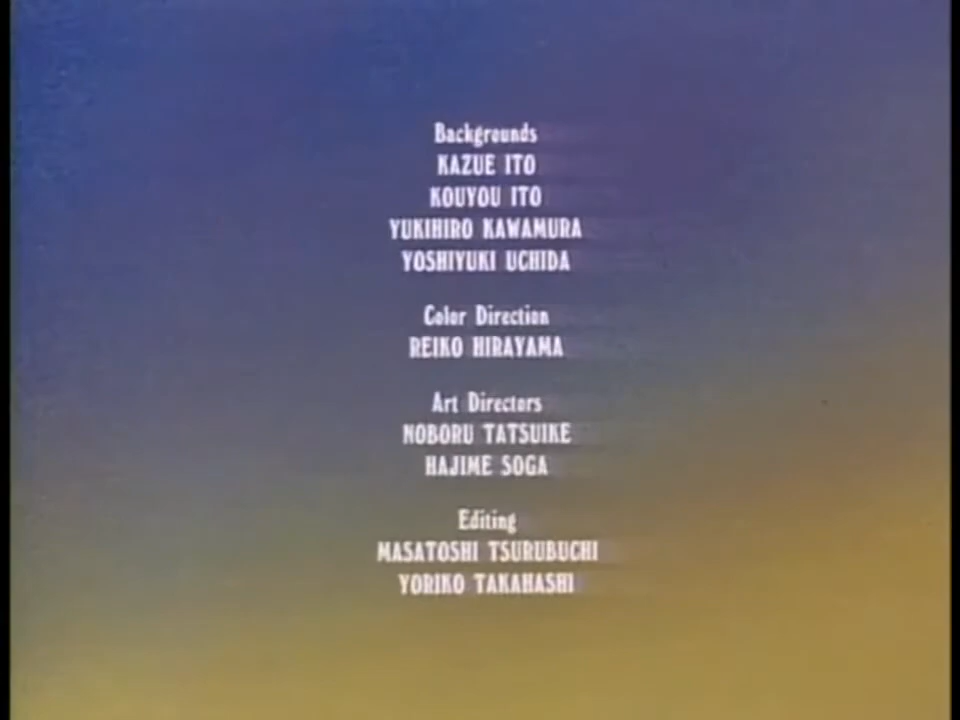 Backgrounds
KAZUE ITO
KOUYOU ITO
YUKIHIRO KAWAMURA
YOSHIYUKI UCHIDA
Color Direction
REIKO HIRAYAMA
Art Directors
NOBORU TATSUIKE
HAJIME SOGA
Editing
MASATOSHI TSURUBUCHI
YORIKO TAKAHASHI